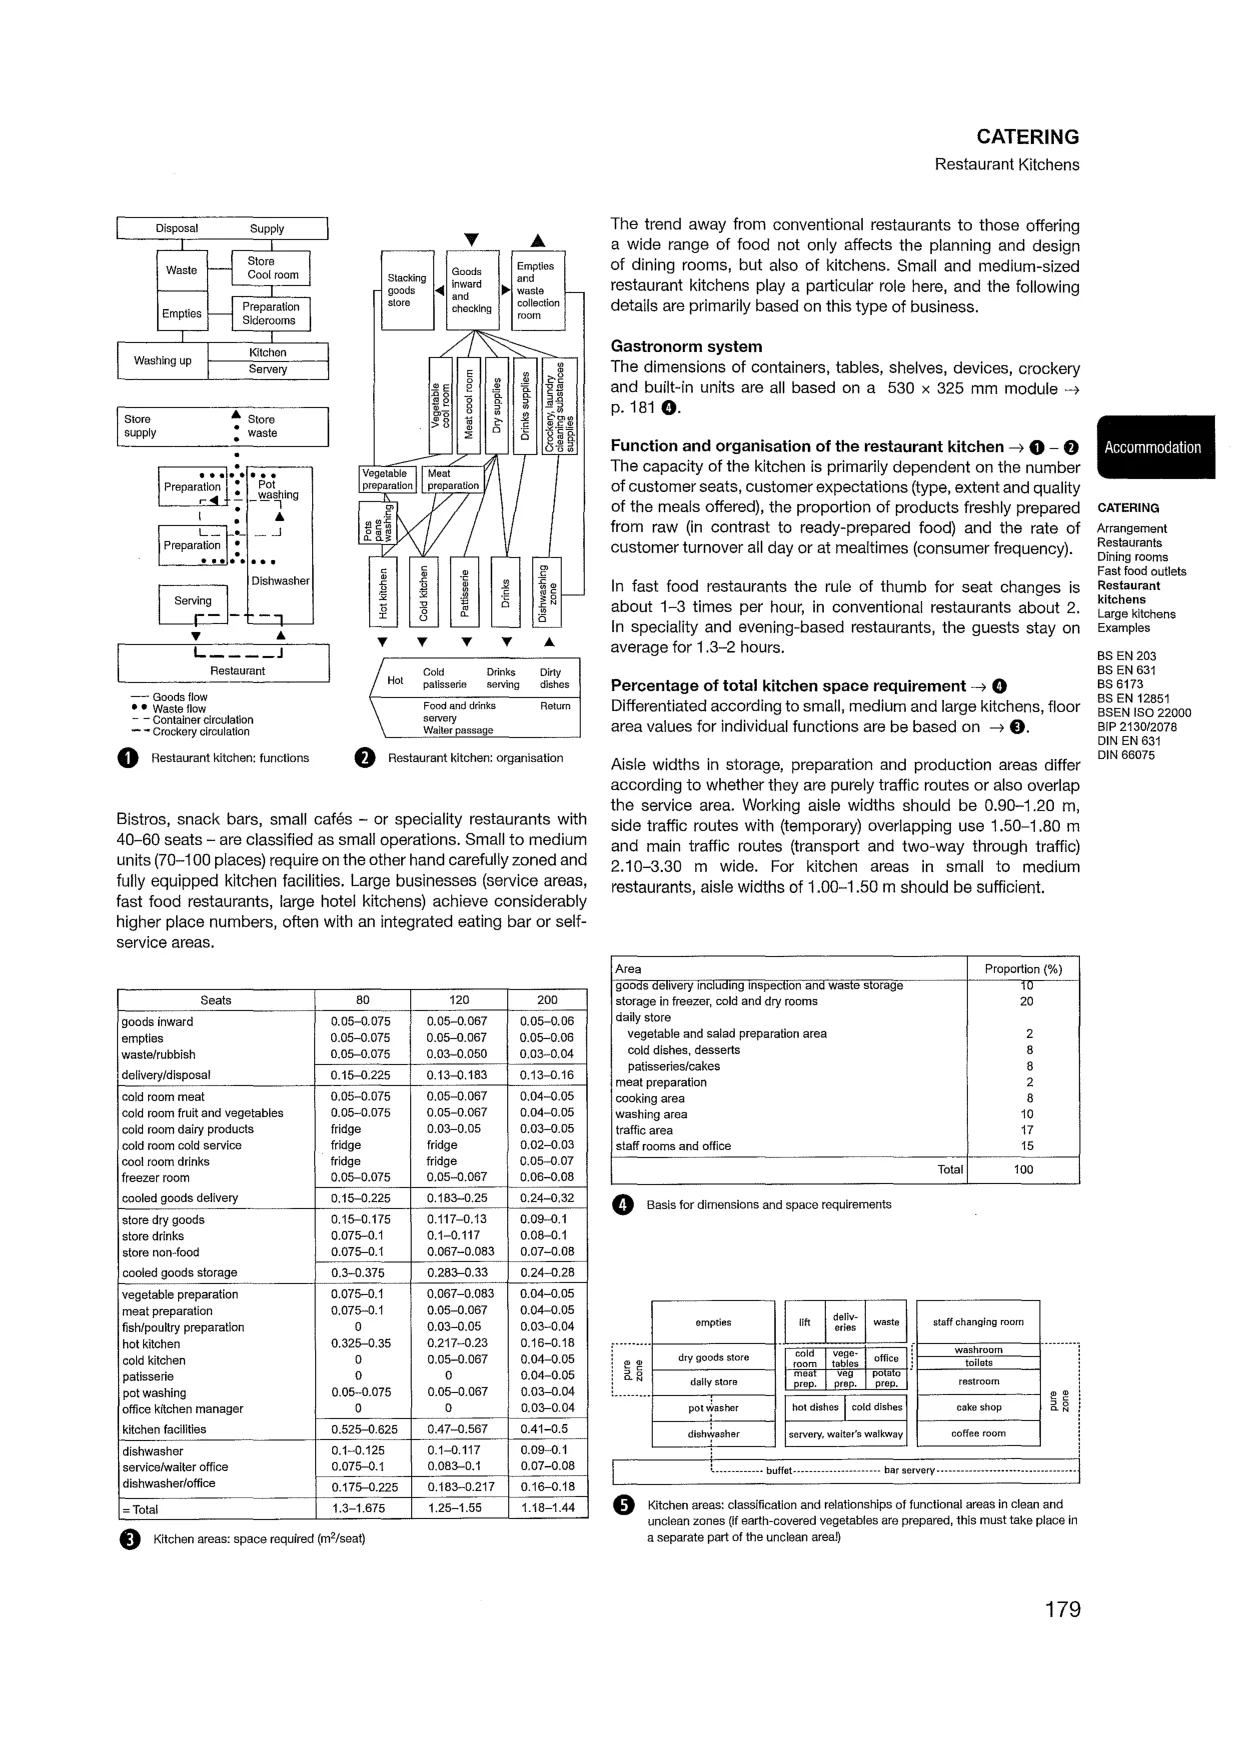 CATERING
Restaurant Kitchens
Disposal Supply
Waste
Store
Cool room
Empties
Preparation
Siderooms
Washing up
Kitchen
Servery
Store
supply
Store
waste
Preparation
Pot
washing
Preparation
Dishwasher
Serving
Restaurant
Goods flow
Waste flow
Container circulation
Crockery circulation
1 Restaurant kitchen: functions
Stacking
goods
store
Goods
inward
and
checking
Empties
and
waste
collection
room
Vegetable
cool room
Meat cool room
Dry supplies
Drinks supplies
Crockery, laundry
cleaning substances
supplies
Vegetable
preparation
Meat
preparation
Pots
pans
washing
Hot kitchen
Cold kitchen
Patisserie
Drinks
Dishwashing
zone
Hot
Cold
patisserie
Drinks
serving
Dirty
dishes
Food and drinks
servery
Waiter passage
Return
2 Restaurant kitchen: organisation
Bistros, snack bars, small cafés – or speciality restaurants with
40–60 seats – are classified as small operations. Small to medium
units (70–100 places) require on the other hand carefully zoned and
fully equipped kitchen facilities. Large businesses (service areas,
fast food restaurants, large hotel kitchens) achieve considerably
higher place numbers, often with an integrated eating bar or self-
service areas.
Seats 80 120 200
goods inward 0.05–0.075 0.05–0.067 0.05–0.06
empties 0.05–0.075 0.05–0.067 0.05–0.06
waste/rubbish 0.05–0.075 0.03–0.050 0.03–0.04
delivery/disposal 0.15–0.225 0.13–0.183 0.13–0.16
cold room meat 0.05–0.075 0.05–0.067 0.04–0.05
cold room fruit and vegetables 0.05–0.075 0.05–0.067 0.04–0.05
cold room dairy products fridge 0.03–0.05 0.03–0.05
cold room cold service fridge fridge 0.02–0.03
cool room drinks fridge fridge 0.05–0.07
freezer room 0.05–0.075 0.05–0.067 0.06–0.08
cooled goods delivery 0.15–0.225 0.183–0.25 0.24–0.32
store dry goods 0.15–0.175 0.117–0.13 0.09–0.1
store drinks 0.075–0.1 0.1–0.117 0.08–0.1
store non-food 0.075–0.1 0.067–0.083 0.07–0.08
cooled goods storage 0.3–0.375 0.283–0.33 0.24–0.28
vegetable preparation 0.075–0.1 0.067–0.083 0.04–0.05
meat preparation 0.075–0.1 0.05–0.067 0.04–0.05
fish/poultry preparation 0 0.03–0.05 0.03–0.04
hot kitchen 0.325–0.35 0.217–0.23 0.16–0.18
cold kitchen 0 0.05–0.067 0.04–0.05
patisserie 0 0 0.04–0.05
pot washing 0.05–0.075 0.05–0.067 0.03–0.04
office kitchen manager 0 0 0.03–0.04
kitchen facilities 0.525–0.625 0.47–0.567 0.41–0.5
dishwasher 0.1–0.125 0.1–0.117 0.09–0.1
service/waiter office 0.075–0.1 0.083–0.1 0.07–0.08
dishwasher/office 0.175–0.225 0.183–0.217 0.16–0.18
= Total 1.3–1.675 1.25–1.55 1.18–1.44
3 Kitchen areas: space required (m²/seat)
The trend away from conventional restaurants to those offering
a wide range of food not only affects the planning and design
of dining rooms, but also of kitchens. Small and medium-sized
restaurant kitchens play a particular role here, and the following
details are primarily based on this type of business.
Gastronorm system
The dimensions of containers, tables, shelves, devices, crockery
and built-in units are all based on a 530 × 325 mm module →
p. 181 4.
Function and organisation of the restaurant kitchen → 1 – 2
The capacity of the kitchen is primarily dependent on the number
of customer seats, customer expectations (type, extent and quality
of the meals offered), the proportion of products freshly prepared
from raw (in contrast to ready-prepared food) and the rate of
customer turnover all day or at mealtimes (consumer frequency).
In fast food restaurants the rule of thumb for seat changes is
about 1–3 times per hour, in conventional restaurants about 2.
In speciality and evening-based restaurants, the guests stay on
average for 1.3–2 hours.
Percentage of total kitchen space requirement → 4
Differentiated according to small, medium and large kitchens, floor
area values for individual functions are be based on → 3.
Aisle widths in storage, preparation and production areas differ
according to whether they are purely traffic routes or also overlap
the service area. Working aisle widths should be 0.90–1.20 m,
side traffic routes with (temporary) overlapping use 1.50–1.80 m
and main traffic routes (transport and two-way through traffic)
2.10–3.30 m wide. For kitchen areas in small to medium
restaurants, aisle widths of 1.00–1.50 m should be sufficient.
Area Proportion (%)
goods delivery including inspection and waste storage 10
storage in freezer, cold and dry rooms 20
daily store
vegetable and salad preparation area 2
cold dishes, desserts 8
patisseries/cakes 8
meat preparation 2
cooking area 8
washing area 10
traffic area 17
staff rooms and office 15
Total 100
4 Basis for dimensions and space requirements
empties
lift
deliv-
eries
waste
staff changing room
pure
zone
dry goods store
cold
room
vege-
tables
office
washroom
toilets
daily store
meat
prep.
veg
prep.
potato
prep.
restroom
pure
zone
pot washer
hot dishes
cold dishes
cake shop
dishwasher
servery, waiter's walkway
coffee room
buffet
bar servery
5 Kitchen areas: classification and relationships of functional areas in clean and
unclean zones (if earth-covered vegetables are prepared, this must take place in
a separate part of the unclean area!)
Accommodation
CATERING
Arrangement
Restaurants
Dining rooms
Fast food outlets
Restaurant
kitchens
Large kitchens
Examples
BS EN 203
BS EN 631
BS 6173
BS EN 12851
BSEN ISO 22000
BIP 2130/2078
DIN EN 631
DIN 66075
179